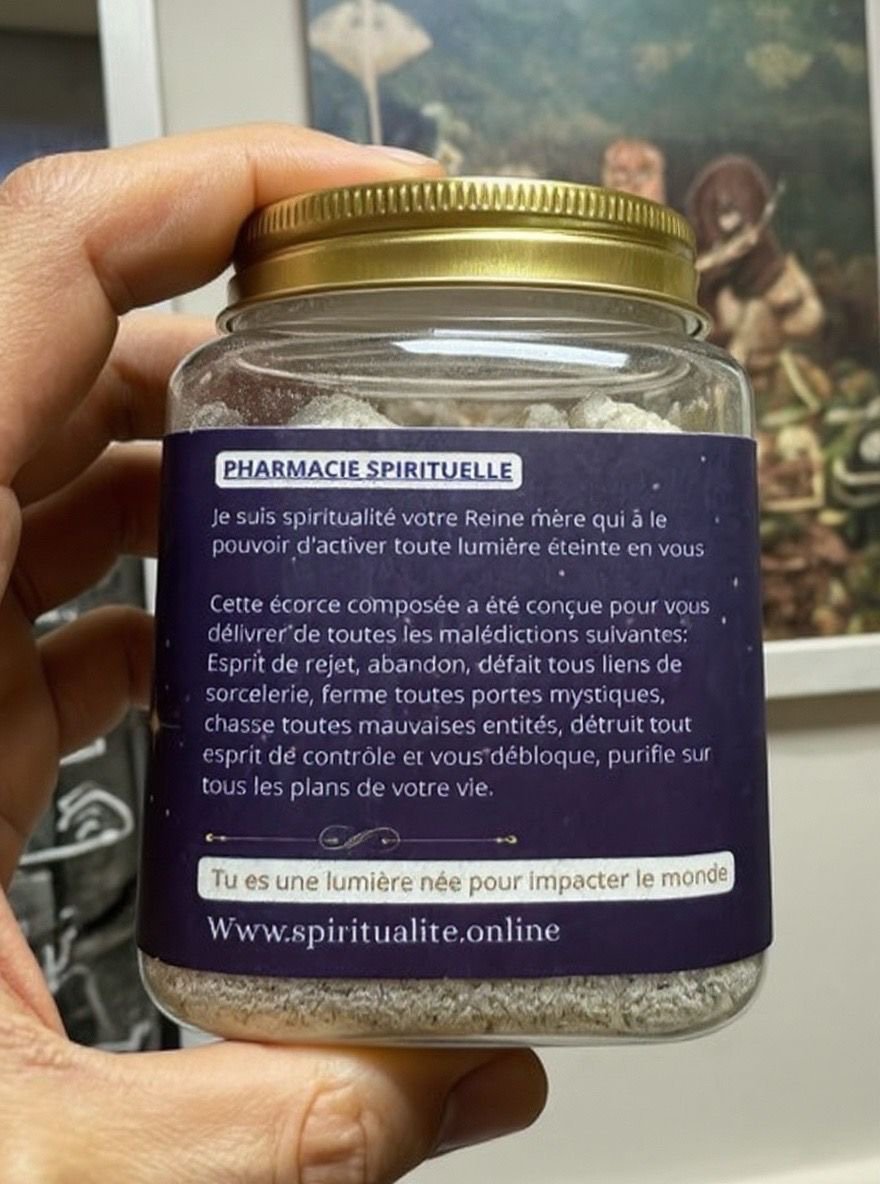 PHARMACIE SPIRITUELLE
Je suis spiritualité votre Reine mère qui à le
pouvoir d'activer toute lumière éteinte en vous
Cette écorce composée a été conçue pour vous
délivrer de toutes les malédictions suivantes:
Esprit de rejet, abandon, défait tous liens de
sorcelerie, ferme toutes portes mystiques,
chasse toutes mauvaises entités, détruit tout
esprit de contrôle et vous débloque, purifie sur
tous les plans de votre vie.
Tu es une lumière née pour impacter le monde
Www.spiritualite.online